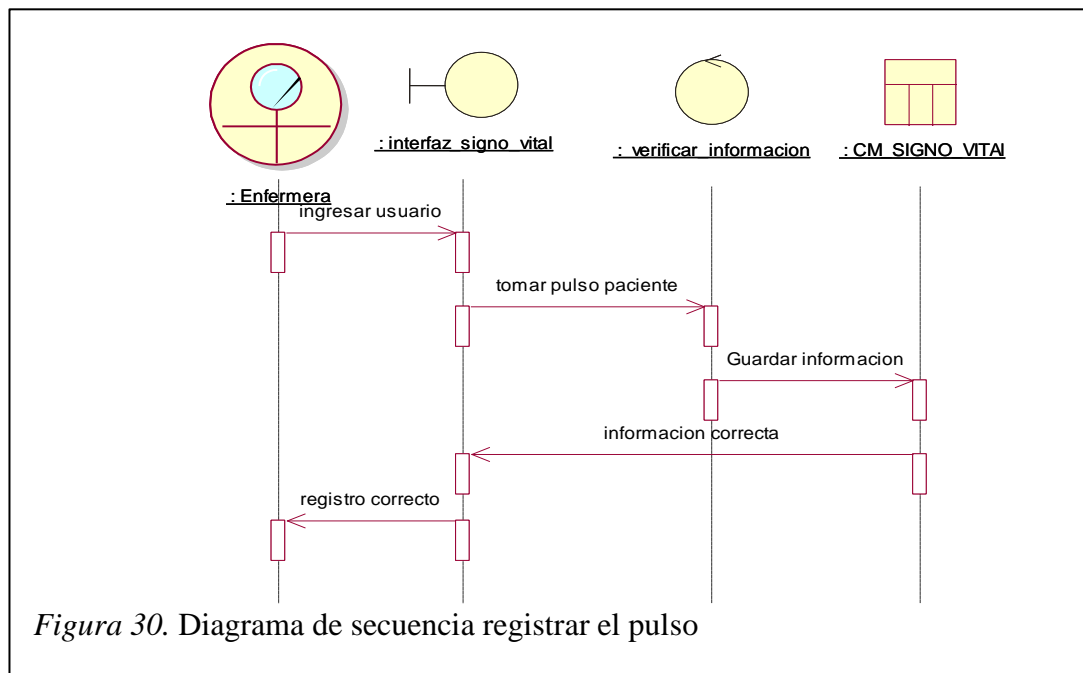 : interfaz_signo_vital
: verificar_informacion
: CM_SIGNO_VITAl
: Enfermera
ingresar usuario
tomar pulso paciente
Guardar informacion
informacion correcta
registro correcto
Figura 30. Diagrama de secuencia registrar el pulso